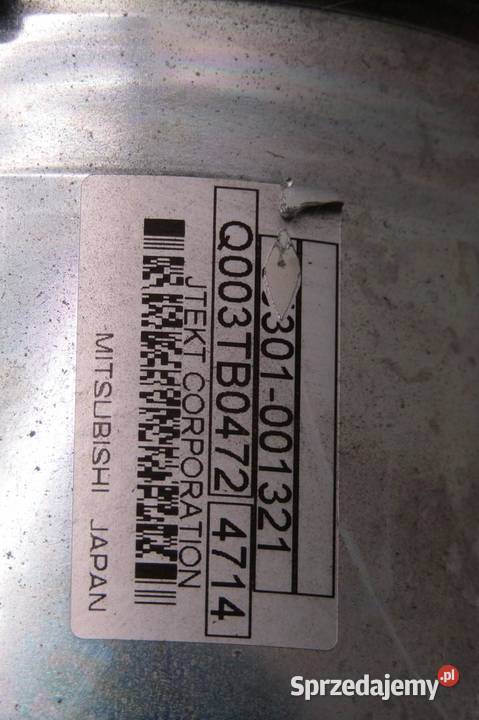 301-001321
Q003TB0472 4714
JTEKT CORPORATION
MITSUBISHI JAPAN
Sprzedajemy.pl